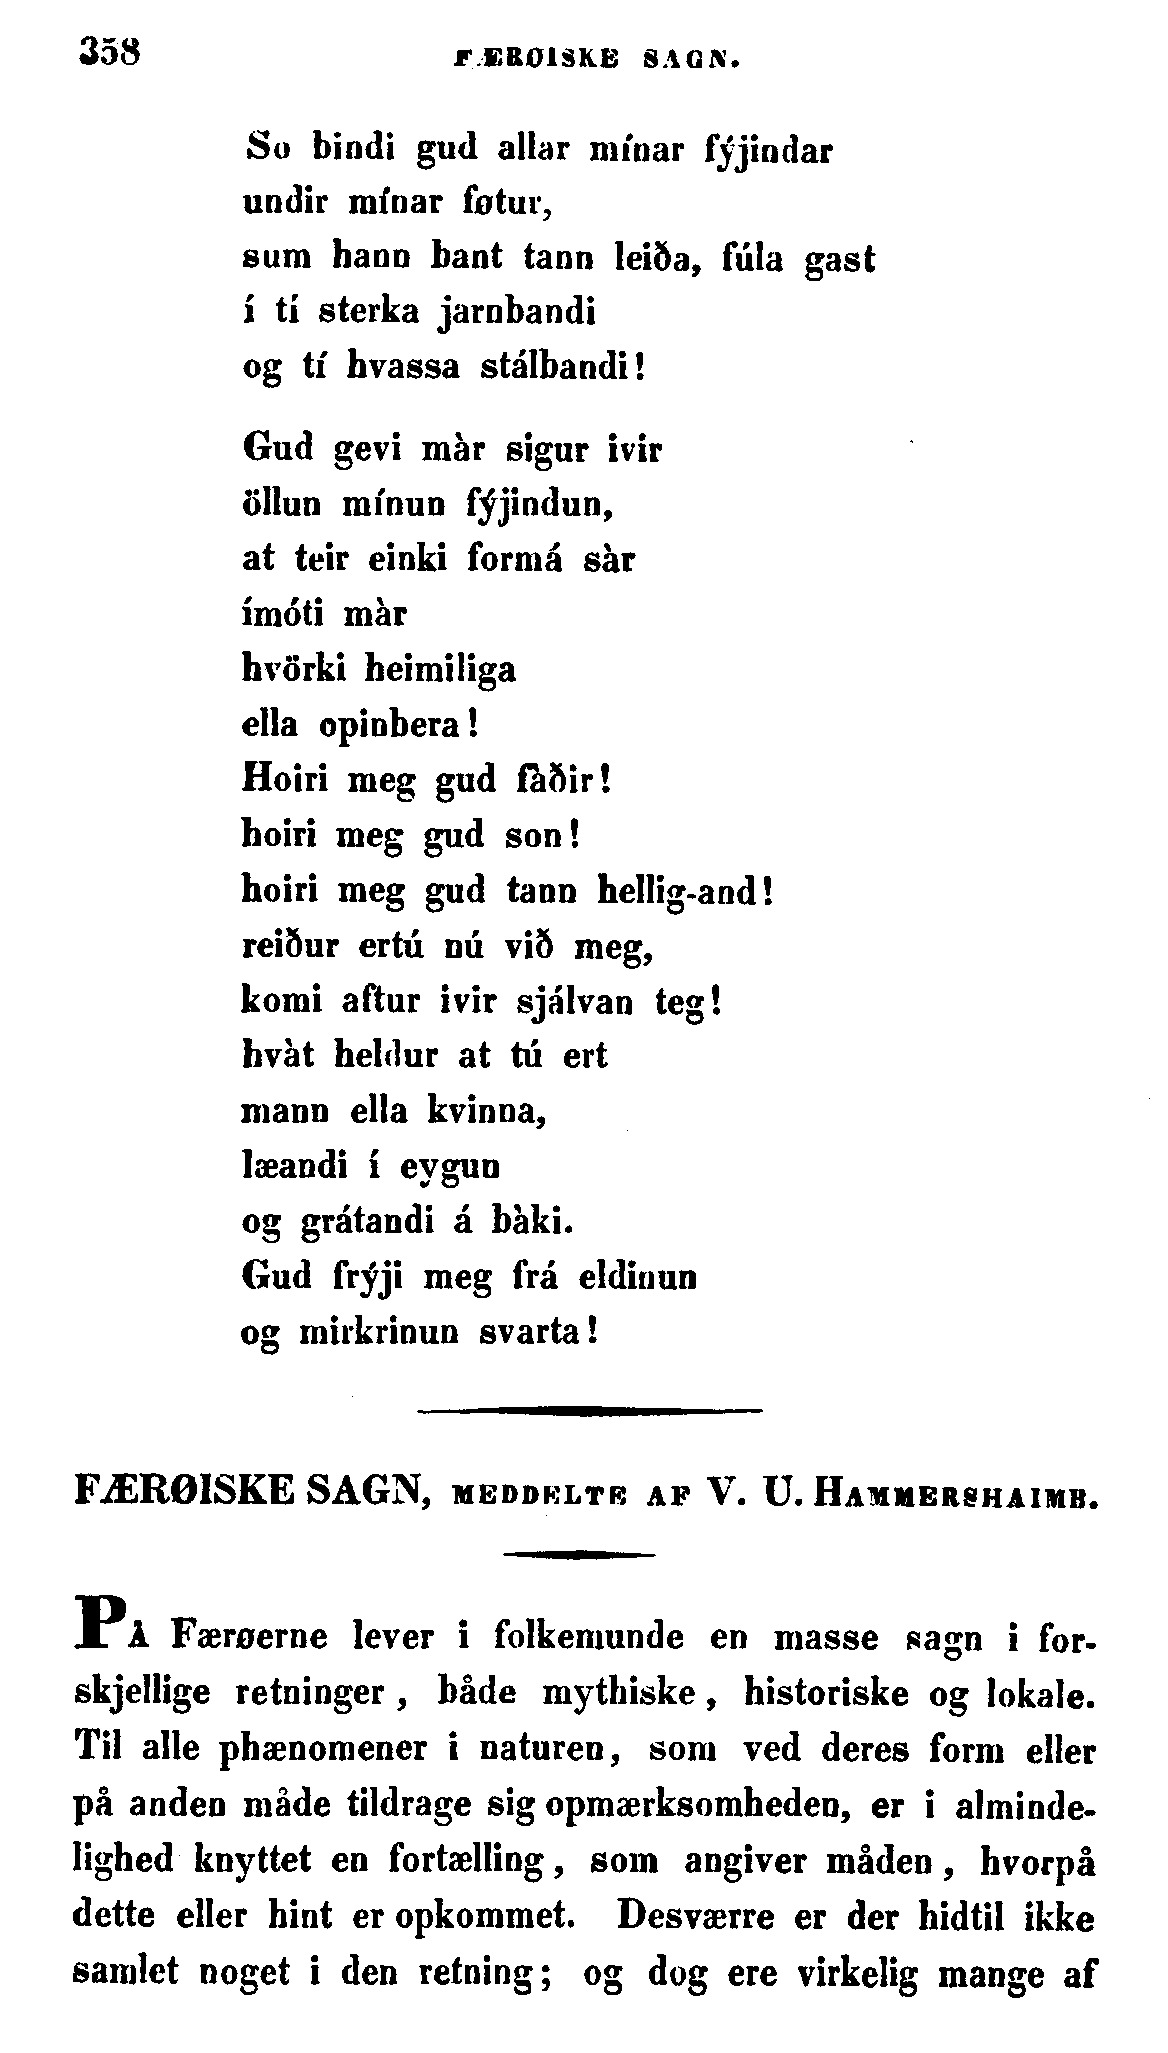 358 FÆRØISKE SAGN.
So bindi gud allar mínar fýjindar
undir mínar føtur,
sum hann bant tann leiða, fúla gast
í tí sterka jarnbandi
og tí hvassa stálbandi!
Gud gevi màr sigur ivir
öllun mínun fýjindun,
at teir einki formá sàr
ímóti màr
hvörki heimiliga
ella opinbera!
Hoiri meg gud fàðir!
hoiri meg gud son!
hoiri meg gud tann hellig-and!
reiður ertú nú við meg,
komi aftur ivir sjálvan teg!
hvàt heldur at tú ert
mann ella kvinna,
læandi í eygun
og grátandi á bàki.
Gud frýji meg frá eldinun
og mirkrinun svarta!
FÆRØISKE SAGN, MEDDELTE AF V. U. HAMMERSHAIMB.
PÅ Færøerne lever i folkemunde en masse sagn i for-
skjellige retninger, både mythiske, historiske og lokale.
Til alle phænomener i naturen, som ved deres form eller
på anden måde tildrage sig opmærksomheden, er i alminde-
lighed knyttet en fortælling, som angiver måden, hvorpå
dette eller hint er opkommet. Desværre er der hidtil ikke
samlet noget i den retning; og dog ere virkelig mange af